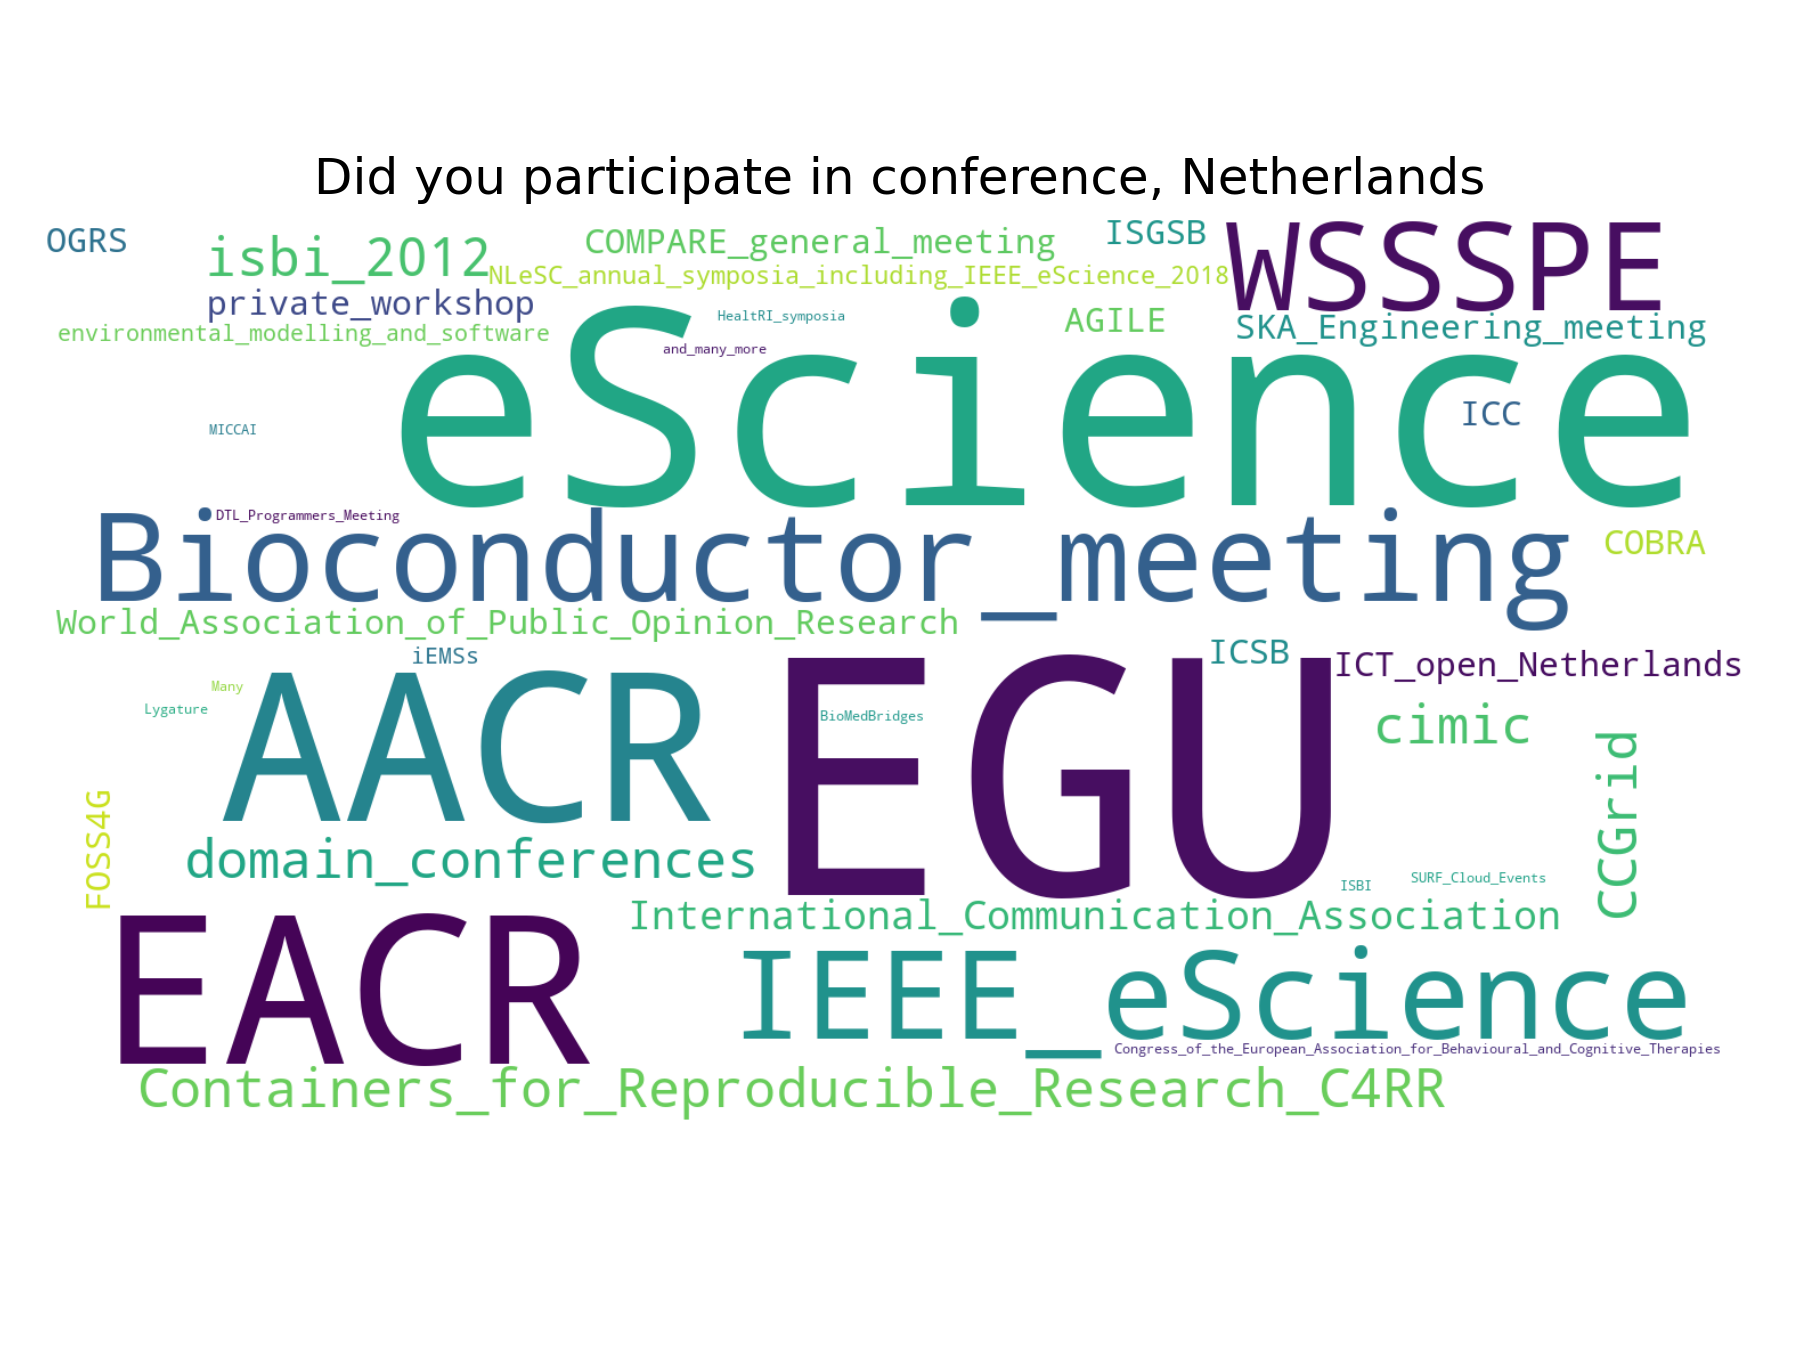 Did you participate in conference, Netherlands
OGRS
isbi_2012
COMPARE_general_meeting
ISGSB
WSSSPE
NLeSC_annual_symposia_including_IEEE_eScience_2018
private_workshop
HealtRI_symposia
AGILE
SKA_Engineering_meeting
environmental_modelling_and_software
and_many_more
eScience
ICC
MICCAI
DTL_Programmers_Meeting
Bioconductor_meeting
COBRA
World_Association_of_Public_Opinion_Research
iEMSs
ICSB
ICT_open_Netherlands
Many
Lygature
AACR
EGU
BioMedBridges
cimic
CCGrid
FOSS4G
domain_conferences
ISBI
SURF_Cloud_Events
International_Communication_Association
EACR
IEEE_eScience
Congress_of_the_European_Association_for_Behavioural_and_Cognitive_Therapies
Containers_for_Reproducible_Research_C4RR